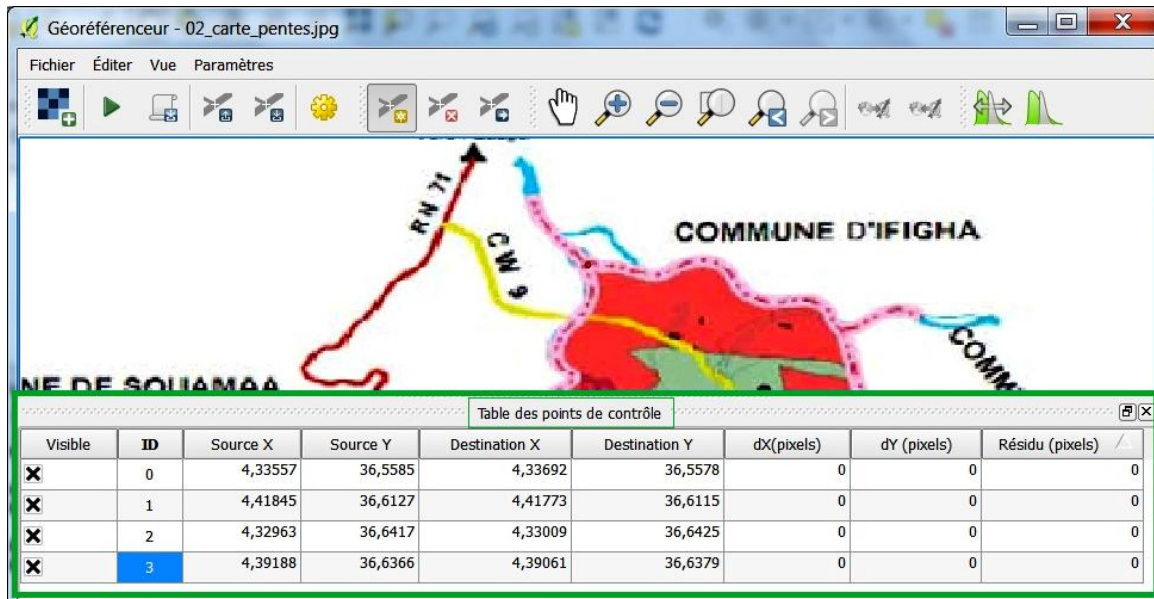 Géoréférenceur - 02_carte_pentes.jpg
Fichier Éditer Vue Paramètres
RN 71
CW 9
COMMUNE D'IFIGHA
COMM
NE DE SOUAMAA
Table des points de contrôle
Visible ID Source X Source Y Destination X Destination Y dX(pixels) dY (pixels) Résidu (pixels)
0 4,33557 36,5585 4,33692 36,5578 0 0 0
1 4,41845 36,6127 4,41773 36,6115 0 0 0
2 4,32963 36,6417 4,33009 36,6425 0 0 0
3 4,39188 36,6366 4,39061 36,6379 0 0 0